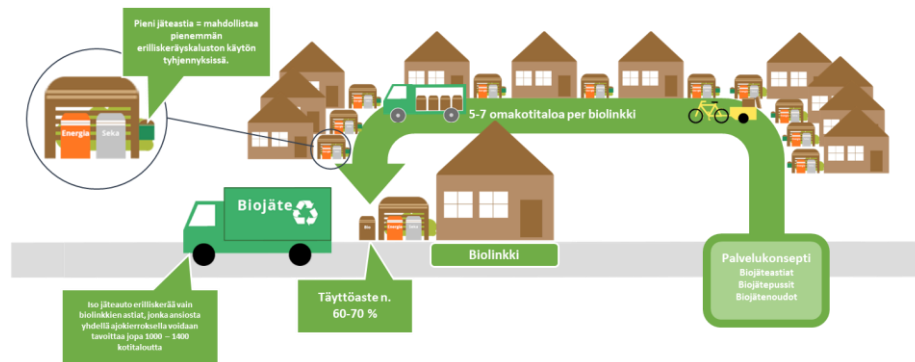 Pieni jäteastia = mahdollistaa
pienemmän
erilliskeräyskaluston käytön
tyhjennyksissä.
Energia
Seka
5-7 omakotitaloa per biolinkki
Biojäte
Bio
Energia
Seka
Biolinkki
Täyttöaste n.
60-70 %
Iso jäteauto erilliskerää vain
biolinkkien astiat, jonka ansiosta
yhdellä ajokierroksella voidaan
tavoittaa jopa 1000 – 1400
kotitaloutta
Palvelukonsepti
Biojäteastiat
Biojätepussit
Biojätenoudot